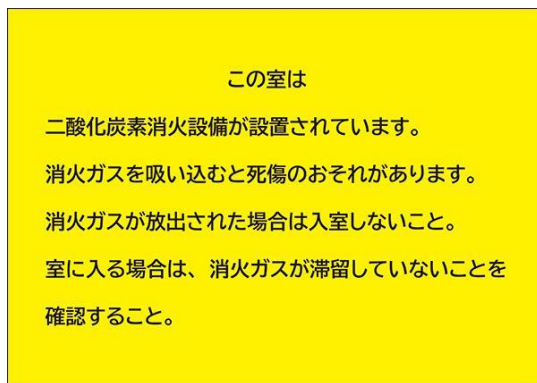 この室は
二酸化炭素消火設備が設置されています。
消火ガスを吸い込むと死傷のおそれがあります。
消火ガスが放出された場合は入室しないこと。
室に入る場合は、消火ガスが滞留していないことを
確認すること。